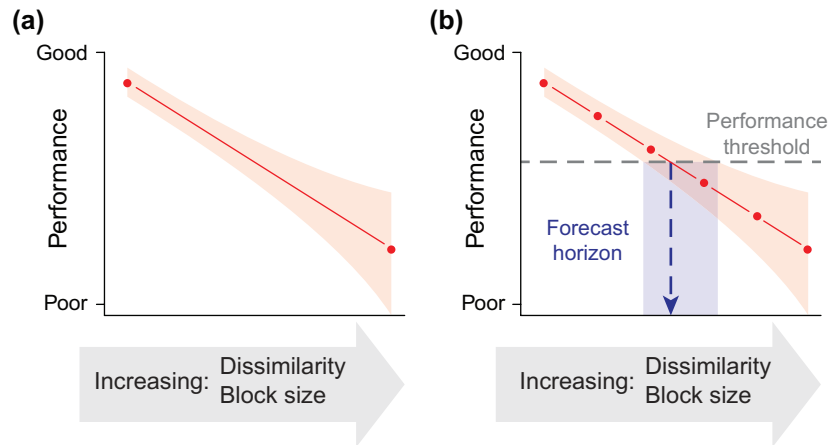 (a)
Good
Performance
Poor
Increasing:
Dissimilarity
Block size
(b)
Good
Performance
Performance
threshold
Forecast
horizon
Poor
Increasing:
Dissimilarity
Block size